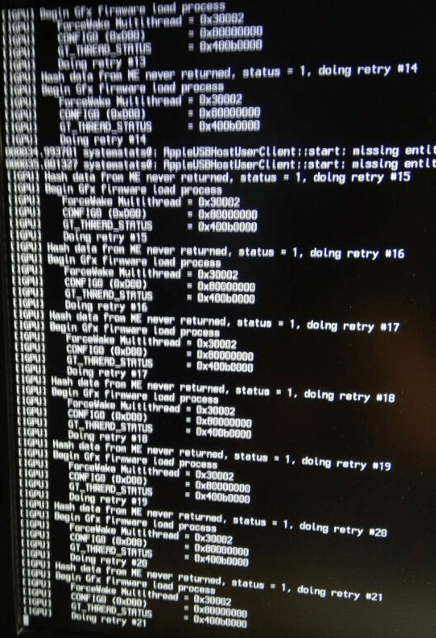 [IGPU] Begin Gfx firmware load process
[IGPU] ForceWake Multithread = 0x30002
[IGPU] CONFIG0 (0xD00) = 0x80000000
[IGPU] GT_THREAD_STATUS = 0x400b0000
[IGPU] Doing retry #13
[IGPU] Hash data from ME never returned, status = 1, doing retry #14
[IGPU] Begin Gfx firmware load process
[IGPU] ForceWake Multithread = 0x30002
[IGPU] CONFIG0 (0xD00) = 0x80000000
[IGPU] GT_THREAD_STATUS = 0x400b0000
[IGPU] Doing retry #14
systemstats0: AppleUSBHostUserClient::start: missing entit
systemstats0: AppleUSBHostUserClient::start: missing entit
[IGPU] Hash data from ME never returned, status = 1, doing retry #15
[IGPU] Begin Gfx firmware load process
[IGPU] ForceWake Multithread = 0x30002
[IGPU] CONFIG0 (0xD00) = 0x80000000
[IGPU] GT_THREAD_STATUS = 0x400b0000
[IGPU] Doing retry #15
[IGPU] Hash data from ME never returned, status = 1, doing retry #16
[IGPU] Begin Gfx firmware load process
[IGPU] ForceWake Multithread = 0x30002
[IGPU] CONFIG0 (0xD00) = 0x80000000
[IGPU] GT_THREAD_STATUS = 0x400b0000
[IGPU] Doing retry #16
[IGPU] Hash data from ME never returned, status = 1, doing retry #17
[IGPU] Begin Gfx firmware load process
[IGPU] ForceWake Multithread = 0x30002
[IGPU] CONFIG0 (0xD00) = 0x80000000
[IGPU] GT_THREAD_STATUS = 0x400b0000
[IGPU] Doing retry #17
[IGPU] Hash data from ME never returned, status = 1, doing retry #18
[IGPU] Begin Gfx firmware load process
[IGPU] ForceWake Multithread = 0x30002
[IGPU] CONFIG0 (0xD00) = 0x80000000
[IGPU] GT_THREAD_STATUS = 0x400b0000
[IGPU] Doing retry #18
[IGPU] Hash data from ME never returned, status = 1, doing retry #19
[IGPU] Begin Gfx firmware load process
[IGPU] ForceWake Multithread = 0x30002
[IGPU] CONFIG0 (0xD00) = 0x80000000
[IGPU] GT_THREAD_STATUS = 0x400b0000
[IGPU] Doing retry #19
[IGPU] Hash data from ME never returned, status = 1, doing retry #20
[IGPU] Begin Gfx firmware load process
[IGPU] ForceWake Multithread = 0x30002
[IGPU] CONFIG0 (0xD00) = 0x80000000
[IGPU] GT_THREAD_STATUS = 0x400b0000
[IGPU] Doing retry #20
[IGPU] Hash data from ME never returned, status = 1, doing retry #21
[IGPU] Begin Gfx firmware load process
[IGPU] ForceWake Multithread = 0x30002
[IGPU] CONFIG0 (0xD00) = 0x80000000
[IGPU] GT_THREAD_STATUS = 0x400b0000
[IGPU] Doing retry #21